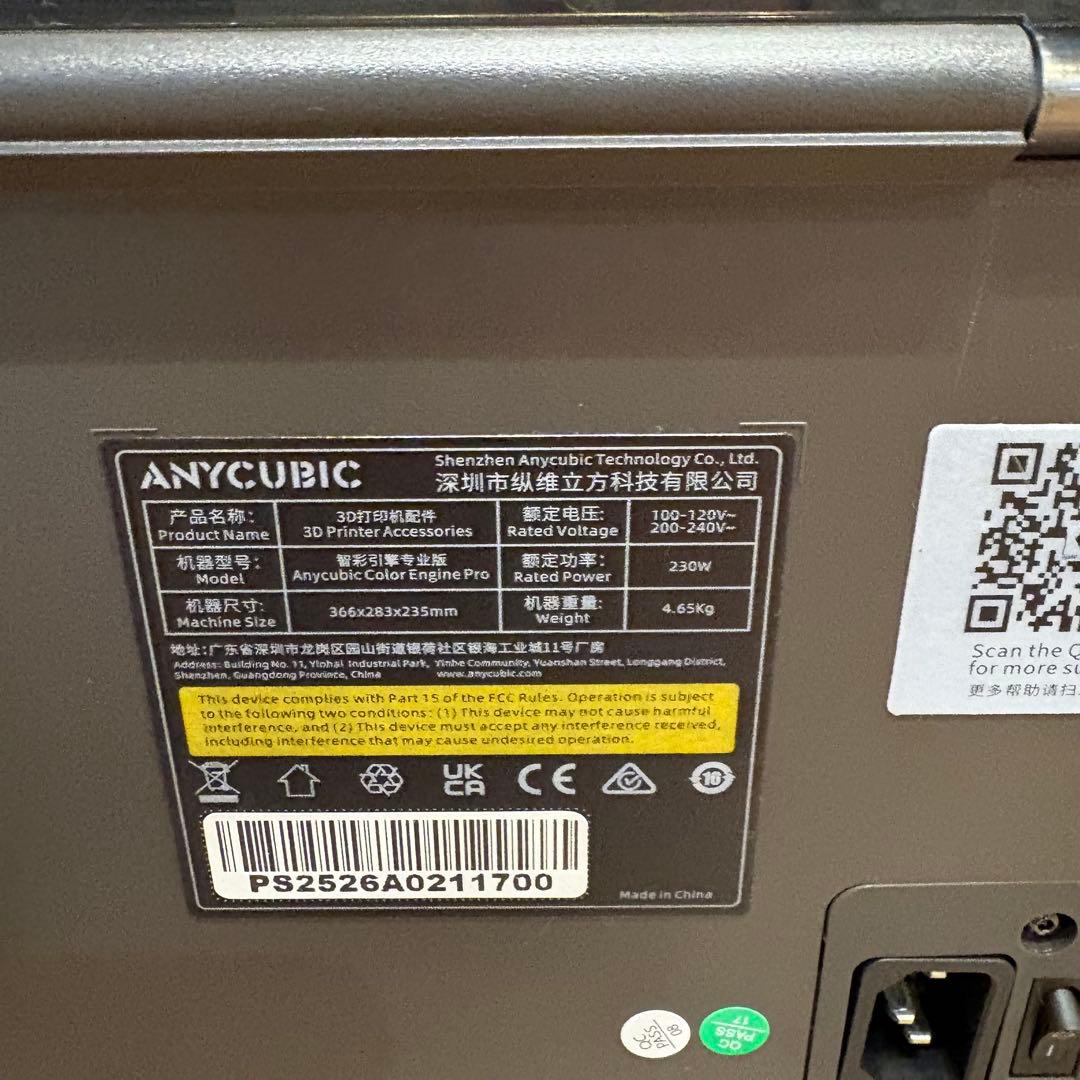 ANYCUBIC
Shenzhen Anycubic Technology Co., Ltd.
深圳市纵维立方科技有限公司
产品名称:
Product Name
3D打印机配件
3D Printer Accessories
额定电压:
Rated Voltage
100-120V~
200-240V~
机器型号:
Model
智彩引擎专业版
Anycubic Color Engine Pro
额定功率:
Rated Power
230W
机器尺寸:
Machine Size
366x283x235mm
机器重量:
Weight
4.65Kg
地址:广东省深圳市龙岗区园山街道银荷社区银海工业城11号厂房
Address: Building No. 11, Yinhai Industrial Park, Yinhe Community, Yuanshan Street, Longgang District,
Shenzhen, Guangdong Province, China www.anycubic.com
This device complies with Part 15 of the FCC Rules. Operation is subject
to the following two conditions: (1) This device may not cause harmful
interference, and (2) This device must accept any interference received,
including interference that may cause undesired operation.
UK
CA
CE
16
PS2526A0211700
Made in China
Scan the
for more
更多帮助请扫
QC
PASS
08
QC
PASS
17